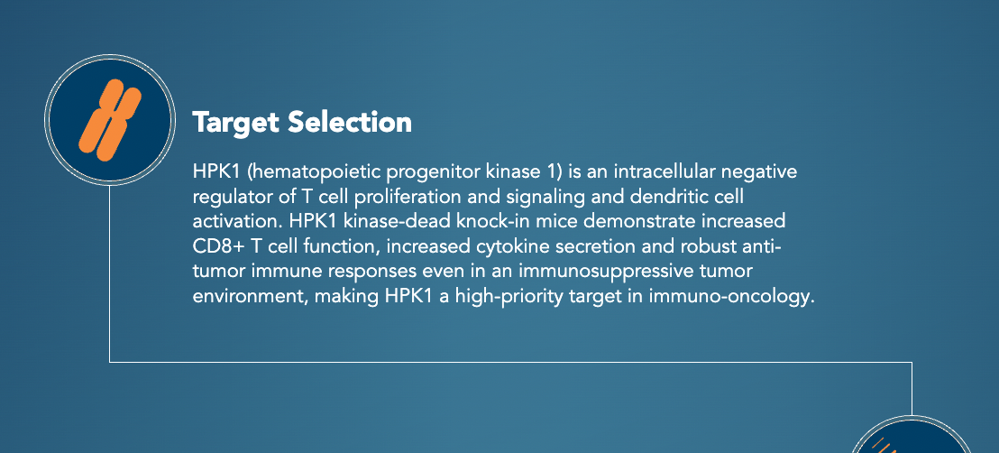 Target Selection
HPK1 (hematopoietic progenitor kinase 1) is an intracellular negative
regulator of T cell proliferation and signaling and dendritic cell
activation. HPK1 kinase-dead knock-in mice demonstrate increased
CD8+ T cell function, increased cytokine secretion and robust anti-
tumor immune responses even in an immunosuppressive tumor
environment, making HPK1 a high-priority target in immuno-oncology.